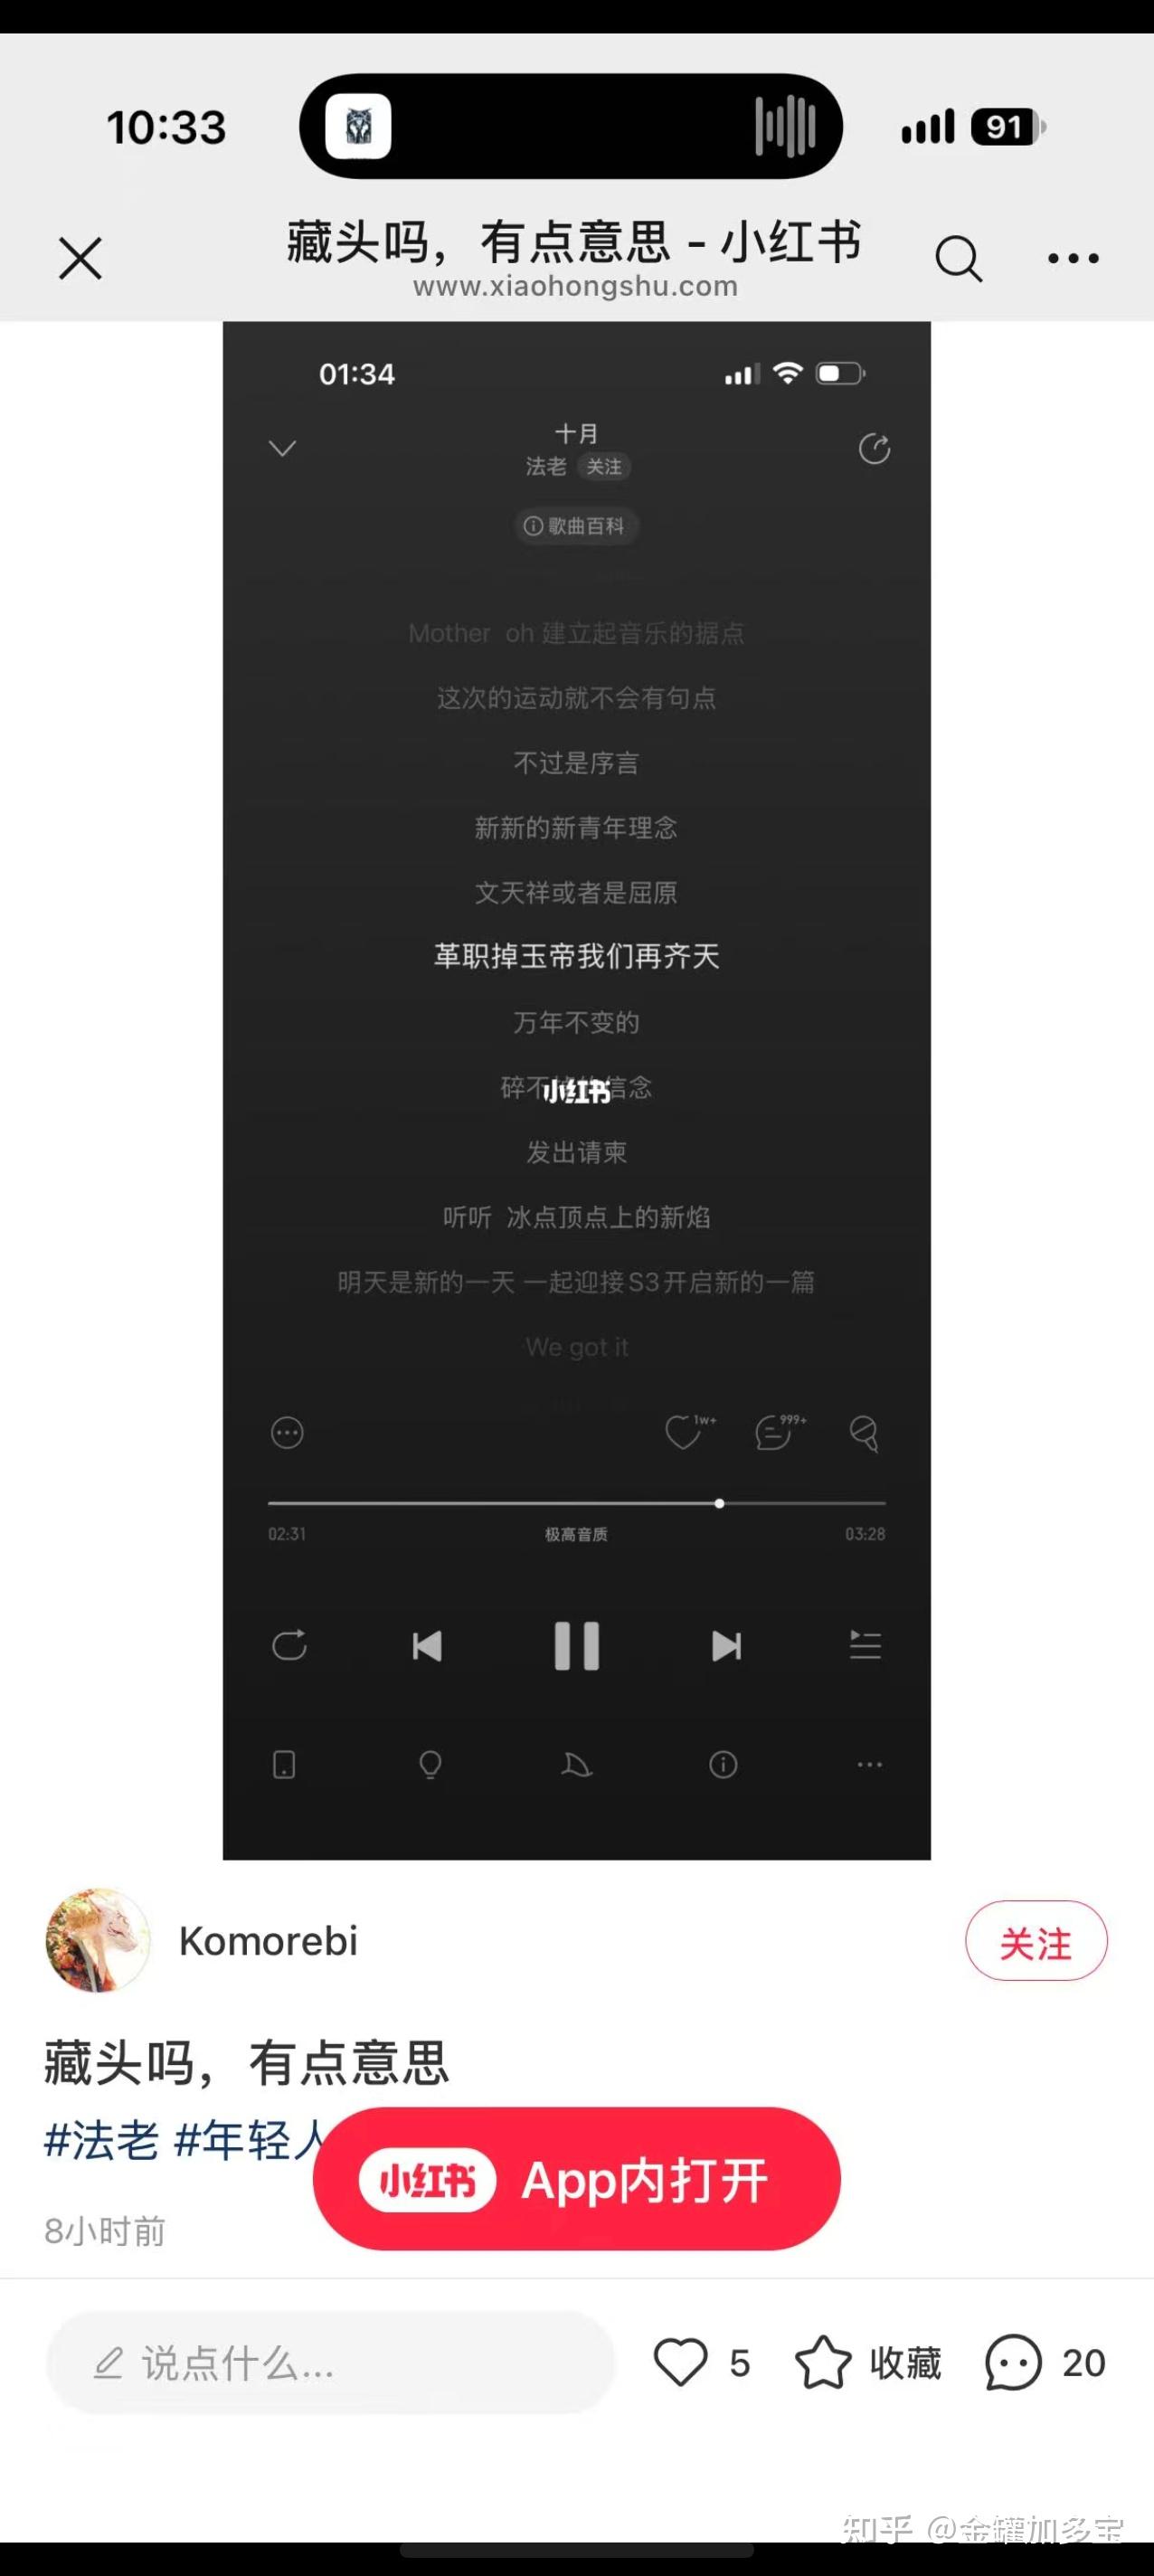 10:33
91
藏头吗，有点意思 - 小红书
www.xiaohongshu.com
01:34
十月
法老 关注
歌曲百科
Mother oh 建立起音乐的据点
这次的运动就不会有句点
不过是序言
新新的新青年理念
文天祥或者是屈原
革职掉玉帝我们再齐天
万年不变的
碎不 信念
小红书
发出请柬
听听 冰点顶点上的新焰
明天是新的一天 一起迎接S3开启新的一篇
We got it
1w+ 999+
02:31 极高音质 03:28
Komorebi 关注
藏头吗，有点意思
#法老 #年轻人
小红书 App内打开
8小时前
说点什么... 5 收藏 20
知乎 @金罐加多宝